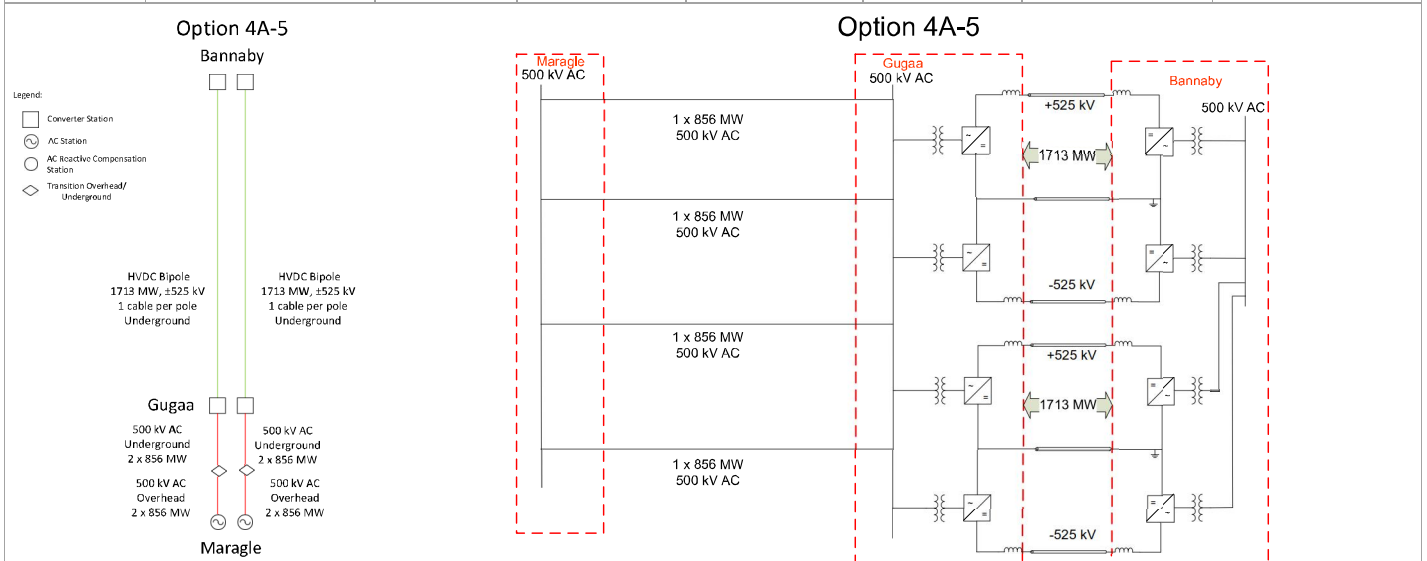 Option 4A-5
Bannaby
Legend:
Converter Station
AC Station
AC Reactive Compensation
Station
Transition Overhead/
Underground
HVDC Bipole
1713 MW, ±525 kV
1 cable per pole
Underground
HVDC Bipole
1713 MW, ±525 kV
1 cable per pole
Underground
Gugaa
500 kV AC
Underground
2 x 856 MW
500 kV AC
Underground
2 x 856 MW
500 kV AC
Overhead
2 x 856 MW
500 kV AC
Overhead
2 x 856 MW
Maragle
Option 4A-5
Maragle
500 kV AC
Gugaa
500 kV AC
Bannaby
500 kV AC
1 x 856 MW
500 kV AC
1 x 856 MW
500 kV AC
1 x 856 MW
500 kV AC
1 x 856 MW
500 kV AC
+525 kV
1713 MW
-525 kV
+525 kV
1713 MW
-525 kV